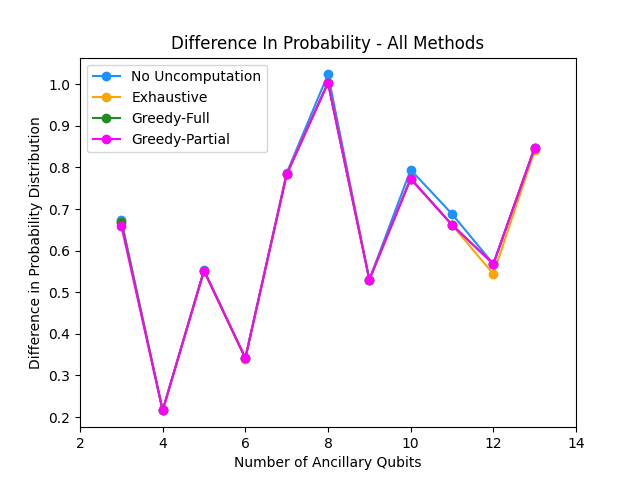 Difference In Probability - All Methods
No Uncomputation
Exhaustive
Greedy-Full
Greedy-Partial
Difference in Probability Distribution
1.0
0.9
0.8
0.7
0.6
0.5
0.4
0.3
0.2
2 4 6 8 10 12 14
Number of Ancillary Qubits